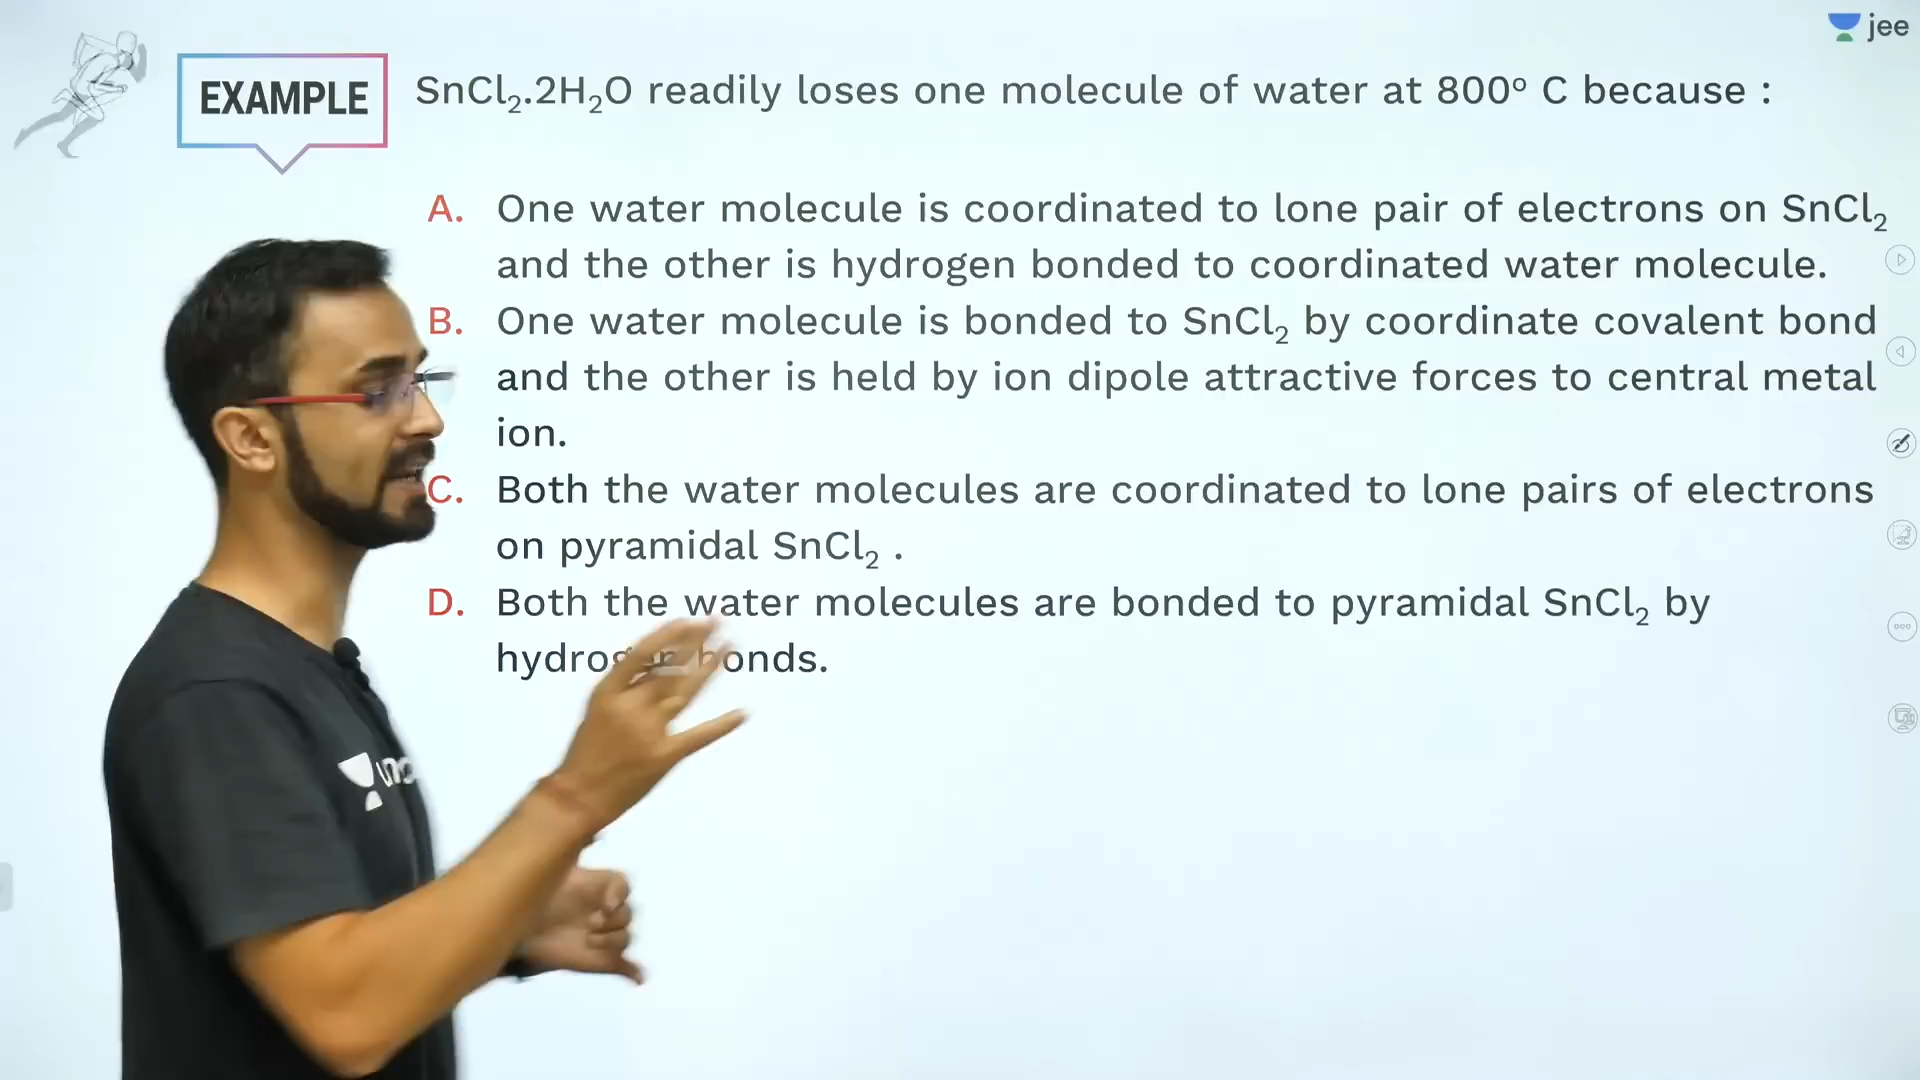 jee
EXAMPLE
SnCl₂.2H₂O readily loses one molecule of water at 800° C because :
A. One water molecule is coordinated to lone pair of electrons on SnCl₂
and the other is hydrogen bonded to coordinated water molecule.
B. One water molecule is bonded to SnCl₂ by coordinate covalent bond
and the other is held by ion dipole attractive forces to central metal
ion.
C. Both the water molecules are coordinated to lone pairs of electrons
on pyramidal SnCl₂ .
D. Both the water molecules are bonded to pyramidal SnCl₂ by
hydrogen bonds.